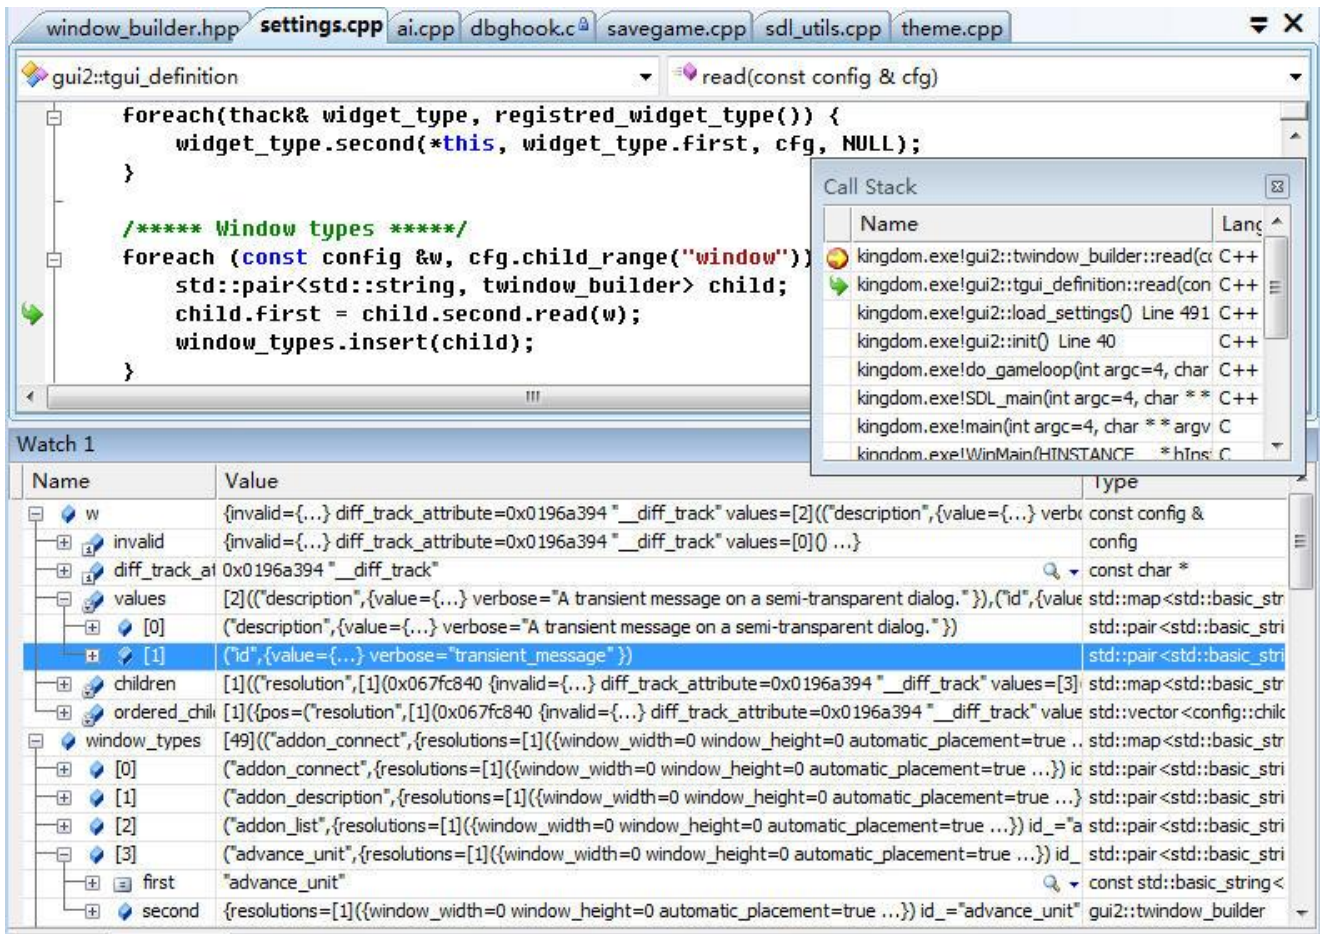 window_builder.hpp settings.cpp ai.cpp dbghook.c savegame.cpp sdl_utils.cpp theme.cpp
gui2::tgui_definition read(const config & cfg)
foreach(thack& widget_type, registred_widget_type()) {
widget_type.second(*this, widget_type.first, cfg, NULL);
}
/***** Window types *****/
foreach (const config &w, cfg.child_range("window"))
std::pair<std::string, twindow_builder> child;
child.first = child.second.read(w);
window_types.insert(child);
}
Call Stack
Name Lang
kingdom.exe!gui2::twindow_builder::read(co C++
kingdom.exe!gui2::tgui_definition::read(con C++
kingdom.exe!gui2::load_settings() Line 491 C++
kingdom.exe!gui2::init() Line 40 C++
kingdom.exe!do_gameloop(int argc=4, char C++
kingdom.exe!SDL_main(int argc=4, char * * C++
kingdom.exe!main(int argc=4, char * * argv C
kingdom.exe!WinMain(HINSTANCE__ * hIns C
Watch 1
Name Value Type
w {invalid={...} diff_track_attribute=0x0196a394 "__diff_track" values=[2](("description",{value={...} verbo const config &
invalid {invalid={...} diff_track_attribute=0x0196a394 "__diff_track" values=[0]() ...} config
diff_track_at 0x0196a394 "__diff_track" const char *
values [2](("description",{value={...} verbose="A transient message on a semi-transparent dialog." }),("id",{value std::map<std::basic_str
[0] ("description",{value={...} verbose="A transient message on a semi-transparent dialog." }) std::pair<std::basic_stri
[1] ("id",{value={...} verbose="transient_message" }) std::pair<std::basic_stri
children [1](("resolution",[1](0x067fc840 {invalid={...} diff_track_attribute=0x0196a394 "__diff_track" values=[3] std::map<std::basic_str
ordered_chil [1]({pos=("resolution",[1](0x067fc840 {invalid={...} diff_track_attribute=0x0196a394 "__diff_track" value std::vector<config::chilc
window_types [49](("addon_connect",{resolutions=[1]({window_width=0 window_height=0 automatic_placement=true .. std::map<std::basic_str
[0] ("addon_connect",{resolutions=[1]({window_width=0 window_height=0 automatic_placement=true ...}) id std::pair<std::basic_stri
[1] ("addon_description",{resolutions=[1]({window_width=0 window_height=0 automatic_placement=true ...} std::pair<std::basic_stri
[2] ("addon_list",{resolutions=[1]({window_width=0 window_height=0 automatic_placement=true ...}) id_="a std::pair<std::basic_stri
[3] ("advance_unit",{resolutions=[1]({window_width=0 window_height=0 automatic_placement=true ...}) id_ std::pair<std::basic_stri
first "advance_unit" const std::basic_string<
second {resolutions=[1]({window_width=0 window_height=0 automatic_placement=true ...}) id_="advance_unit" gui2::twindow_builder